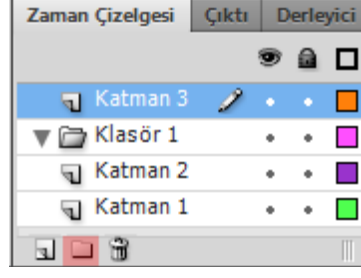 Zaman Çizelgesi Çıktı Derleyici
Katman 3
Klasör 1
Katman 2
Katman 1